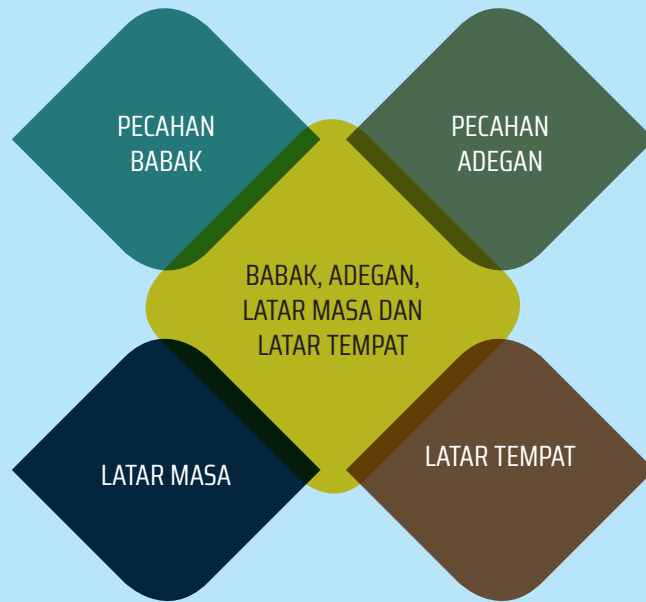 PECAHAN
BABAK
PECAHAN
ADEGAN
BABAK, ADEGAN,
LATAR MASA DAN
LATAR TEMPAT
LATAR MASA
LATAR TEMPAT